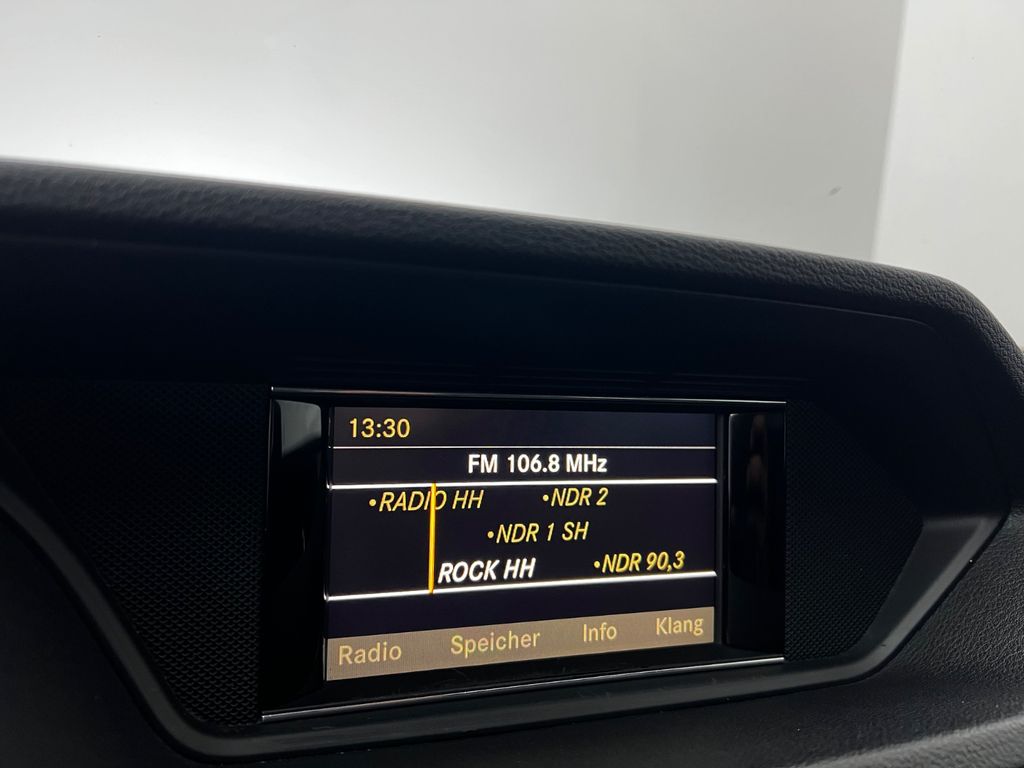 13:30
FM 106.8 MHz
•RADIO HH •NDR 2
•NDR 1 SH
ROCK HH •NDR 90,3
Radio Speicher Info Klang